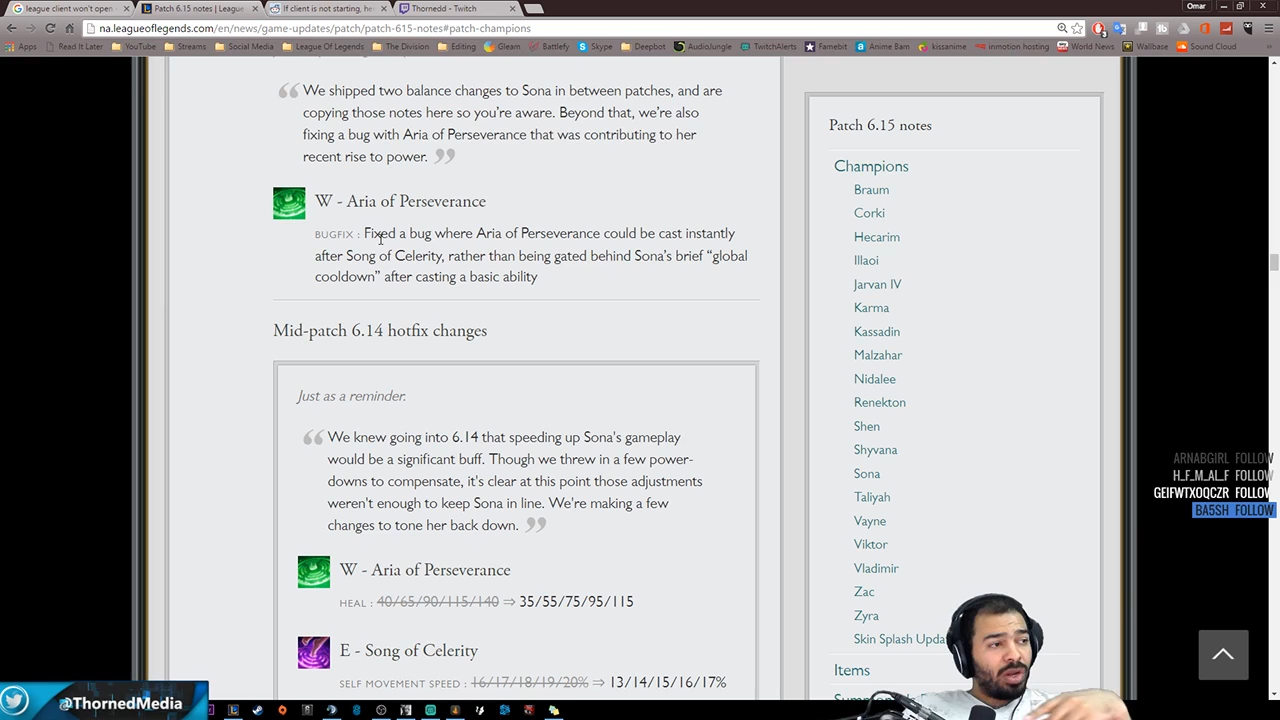 league client won't open
Patch 6.15 notes | League
If client is not starting, he
Thornedd - Twitch
Omar
na.leagueoflegends.com/en/news/game-updates/patch/patch-615-notes#patch-champions
Apps Read It Later YouTube Streams Social Media League Of Legends The Division Editing Gleam Battlefy Skype Deepbot AudioJungle TwitchAlerts Famebit Anime Barn kissanime inmotion hosting World News Wallbase Sound Cloud
“We shipped two balance changes to Sona in between patches, and are
copying those notes here so you’re aware. Beyond that, we’re also
fixing a bug with Aria of Perseverance that was contributing to her
recent rise to power.”
W - Aria of Perseverance
BUGFIX : Fixed a bug where Aria of Perseverance could be cast instantly
after Song of Celerity, rather than being gated behind Sona’s brief “global
cooldown” after casting a basic ability
Mid-patch 6.14 hotfix changes
Just as a reminder.
“We knew going into 6.14 that speeding up Sona's gameplay
would be a significant buff. Though we threw in a few power-
downs to compensate, it's clear at this point those adjustments
weren't enough to keep Sona in line. We're making a few
changes to tone her back down.”
W - Aria of Perseverance
HEAL : 40/65/90/115/140 ⇒ 35/55/75/95/115
E - Song of Celerity
SELF MOVEMENT SPEED : 16/17/18/19/20% ⇒ 13/14/15/16/17%
Patch 6.15 notes
Champions
Braum
Corki
Hecarim
Illaoi
Jarvan IV
Karma
Kassadin
Malzahar
Nidalee
Renekton
Shen
Shyvana
Sona
Taliyah
Vayne
Viktor
Vladimir
Zac
Zyra
Skin Splash Upda
Items
ARNABGIRL FOLLOW
H_F_M_AL_F FOLLOW
GEIFWTXOQCZR FOLLOW
BA5SH FOLLOW
@ThornedMedia